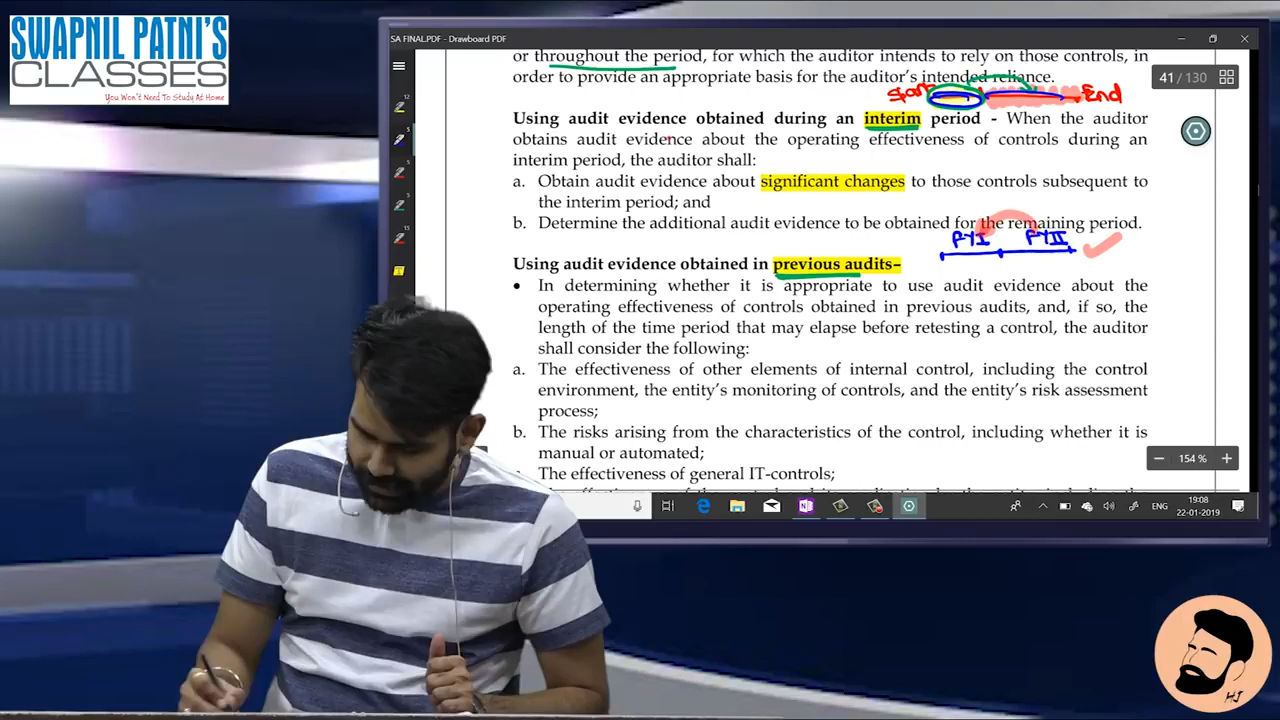 SWAPNIL PATNI'S
CLASSES
You Won't Need To Study At Home
SA FINAL.PDF - Drawboard PDF
or throughout the period, for which the auditor intends to rely on those controls, in
order to provide an appropriate basis for the auditor's intended reliance.
41 / 130
Start
End
Using audit evidence obtained during an interim period - When the auditor
obtains audit evidence about the operating effectiveness of controls during an
interim period, the auditor shall:
a. Obtain audit evidence about significant changes to those controls subsequent to
the interim period; and
b. Determine the additional audit evidence to be obtained for the remaining period.
FYI FYII
Using audit evidence obtained in previous audits–
• In determining whether it is appropriate to use audit evidence about the
operating effectiveness of controls obtained in previous audits, and, if so, the
length of the time period that may elapse before retesting a control, the auditor
shall consider the following:
a. The effectiveness of other elements of internal control, including the control
environment, the entity's monitoring of controls, and the entity's risk assessment
process;
b. The risks arising from the characteristics of the control, including whether it is
manual or automated;
The effectiveness of general IT-controls;
154 %
ENG
19:08
22-01-2019
HJ